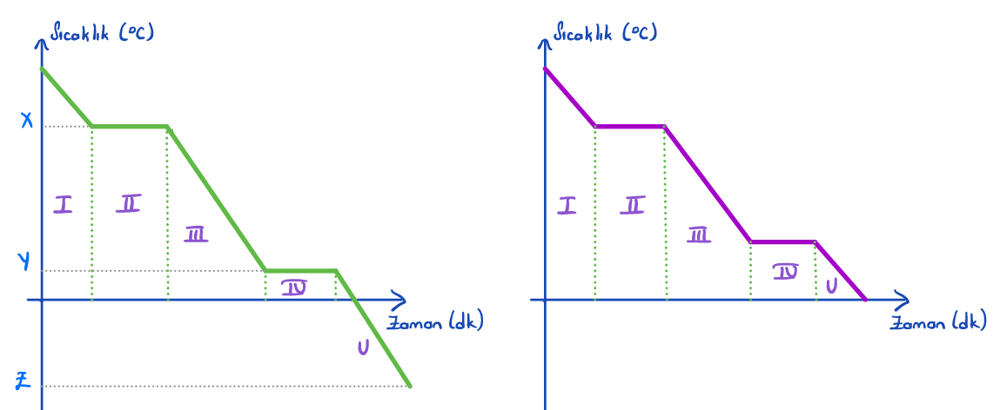 Sıcaklık (°C)
X
I
II
III
Y
IV
Zaman (dk)
U
Z
Sıcaklık (°C)
I
II
III
IV
U
Zaman (dk)